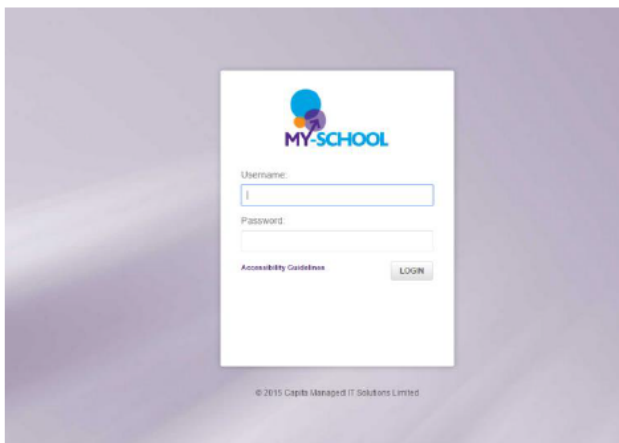 MY-SCHOOL
Username:
Password:
Accessibility Guidelines
LOGIN
© 2015 Capita Managed IT Solutions Limited